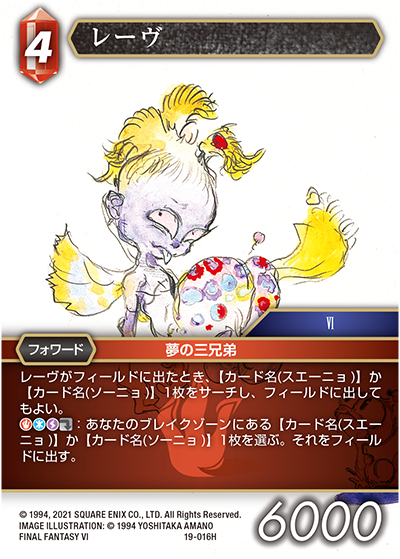 4
レーヴ
VI
フォワード
夢の三兄弟
レーヴがフィールドに出たとき、【カード名(スエーニョ)】か
【カード名(ソーニョ)】1枚をサーチし、フィールドに出して
もよい。
：あなたのブレイクゾーンにある【カード名(スエー
ニョ)】か【カード名(ソーニョ)】1枚を選ぶ。それをフィール
ドに出す。
© 1994, 2021 SQUARE ENIX CO., LTD. All Rights Reserved.
IMAGE ILLUSTRATION: © 1994 YOSHITAKA AMANO
FINAL FANTASY VI
19-016H
6000